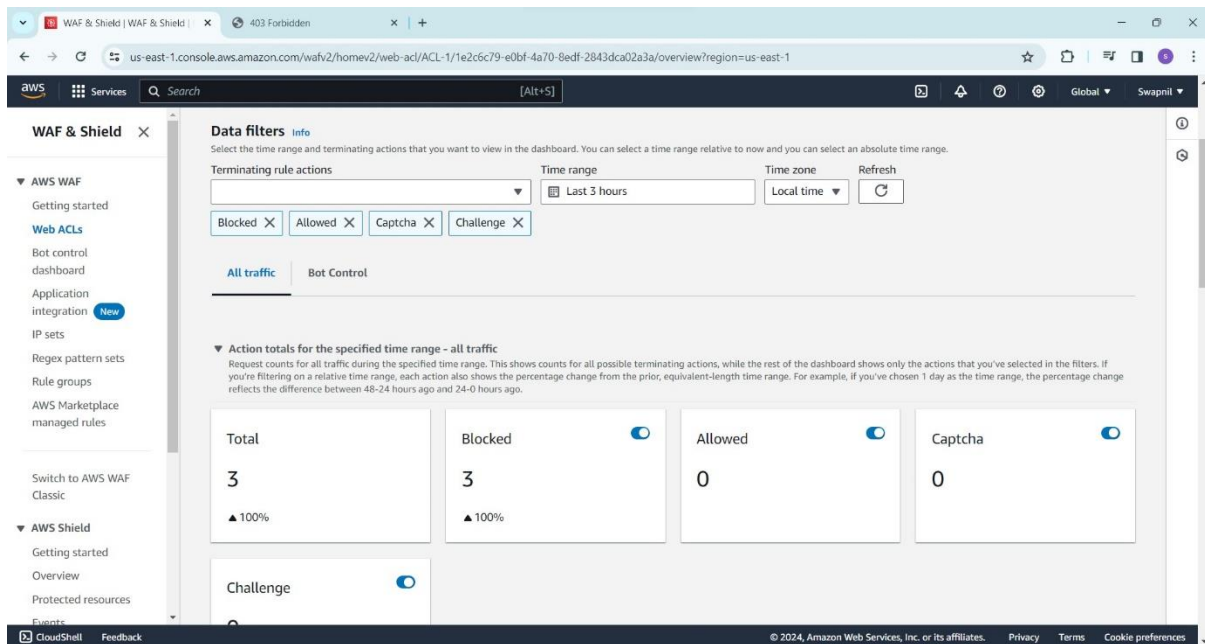 WAF & Shield | WAF & Shield |
403 Forbidden
us-east-1.console.aws.amazon.com/wafv2/homev2/web-acl/ACL-1/1e2c6c79-e0bf-4a70-8edf-2843dca02a3a/overview?region=us-east-1
S
aws Services Search [Alt+S] Global Swapnil
WAF & Shield
AWS WAF
Getting started
Web ACLs
Bot control
dashboard
Application
integration New
IP sets
Regex pattern sets
Rule groups
AWS Marketplace
managed rules
Switch to AWS WAF
Classic
AWS Shield
Getting started
Overview
Protected resources
Events
Data filters Info
Select the time range and terminating actions that you want to view in the dashboard. You can select a time range relative to now and you can select an absolute time range.
Terminating rule actions Time range Time zone Refresh
Last 3 hours Local time
Blocked Allowed Captcha Challenge
All traffic Bot Control
Action totals for the specified time range - all traffic
Request counts for all traffic during the specified time range. This shows counts for all possible terminating actions, while the rest of the dashboard shows only the actions that you've selected in the filters. If
you're filtering on a relative time range, each action also shows the percentage change from the prior, equivalent-length time range. For example, if you've chosen 1 day as the time range, the percentage change
reflects the difference between 48-24 hours ago and 24-0 hours ago.
Total Blocked Allowed Captcha
3 3 0 0
▲ 100% ▲ 100%
Challenge
0
CloudShell Feedback © 2024, Amazon Web Services, Inc. or its affiliates. Privacy Terms Cookie preferences